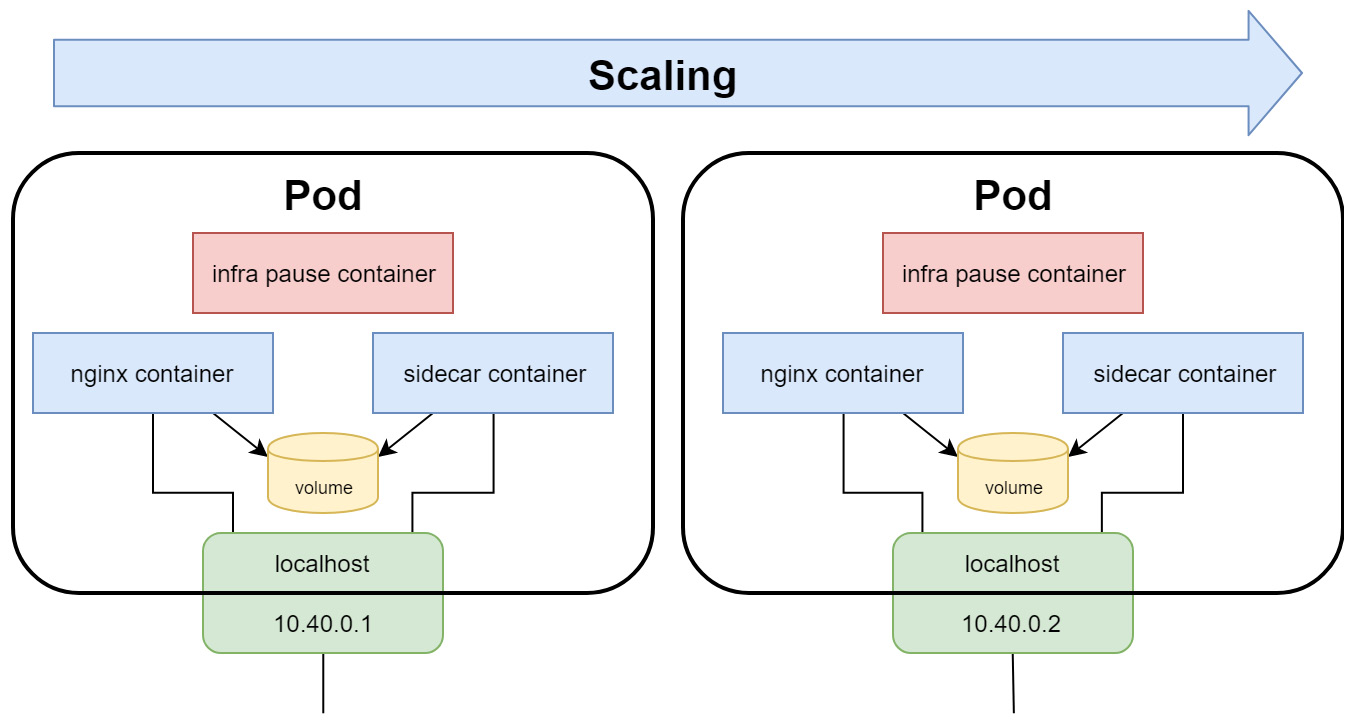 Scaling
Pod
infra pause container
nginx container
sidecar container
volume
localhost
10.40.0.1
Pod
infra pause container
nginx container
sidecar container
volume
localhost
10.40.0.2